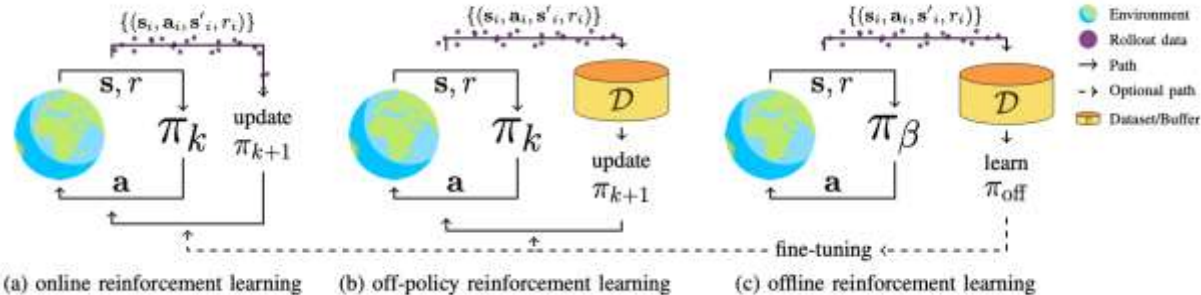 {(s_i, a_i, s'_i, r_i)}
s, r
π_k
a
update
π_{k+1}
{(s_i, a_i, s'_i, r_i)}
s, r
π_k
a
D
update
π_{k+1}
{(s_i, a_i, s'_i, r_i)}
s, r
π_β
a
D
learn
π_off
Environment
Rollout data
Path
Optional path
Dataset/Buffer
fine-tuning
(a) online reinforcement learning
(b) off-policy reinforcement learning
(c) offline reinforcement learning